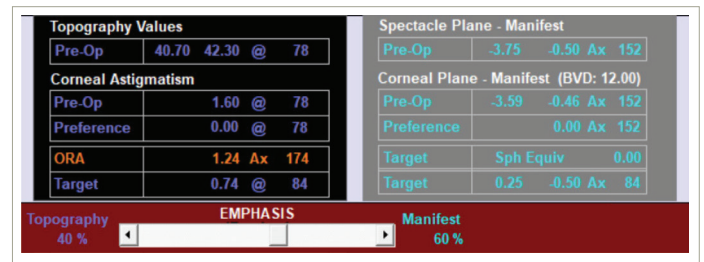 Topography Values
Pre-Op 40.70 42.30 @ 78
Corneal Astigmatism
Pre-Op 1.60 @ 78
Preference 0.00 @ 78
ORA 1.24 Ax 174
Target 0.74 @ 84
Spectacle Plane - Manifest
Pre-Op -3.75 -0.50 Ax 152
Corneal Plane - Manifest (BVD: 12.00)
Pre-Op -3.59 -0.46 Ax 152
Preference 0.00 Ax 152
Target Sph Equiv 0.00
Target 0.25 -0.50 Ax 84
EMPHASIS
Topography
40 %
Manifest
60 %